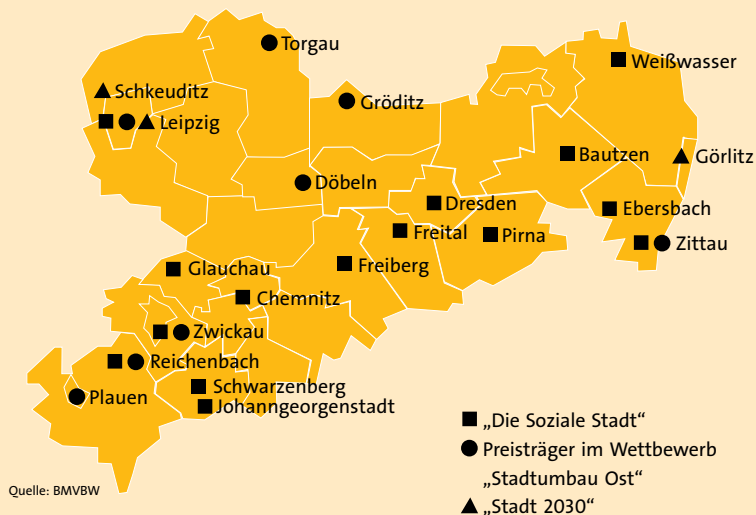 Torgau
Weißwasser
Schkeuditz
Gröditz
Leipzig
Bautzen
Görlitz
Döbeln
Dresden
Ebersbach
Freital
Pirna
Zittau
Glauchau
Freiberg
Chemnitz
Zwickau
Reichenbach
Schwarzenberg
Plauen
Johanngeorgenstadt
„Die Soziale Stadt“
Preisträger im Wettbewerb
„Stadtumbau Ost“
„Stadt 2030“
Quelle: BMVBW